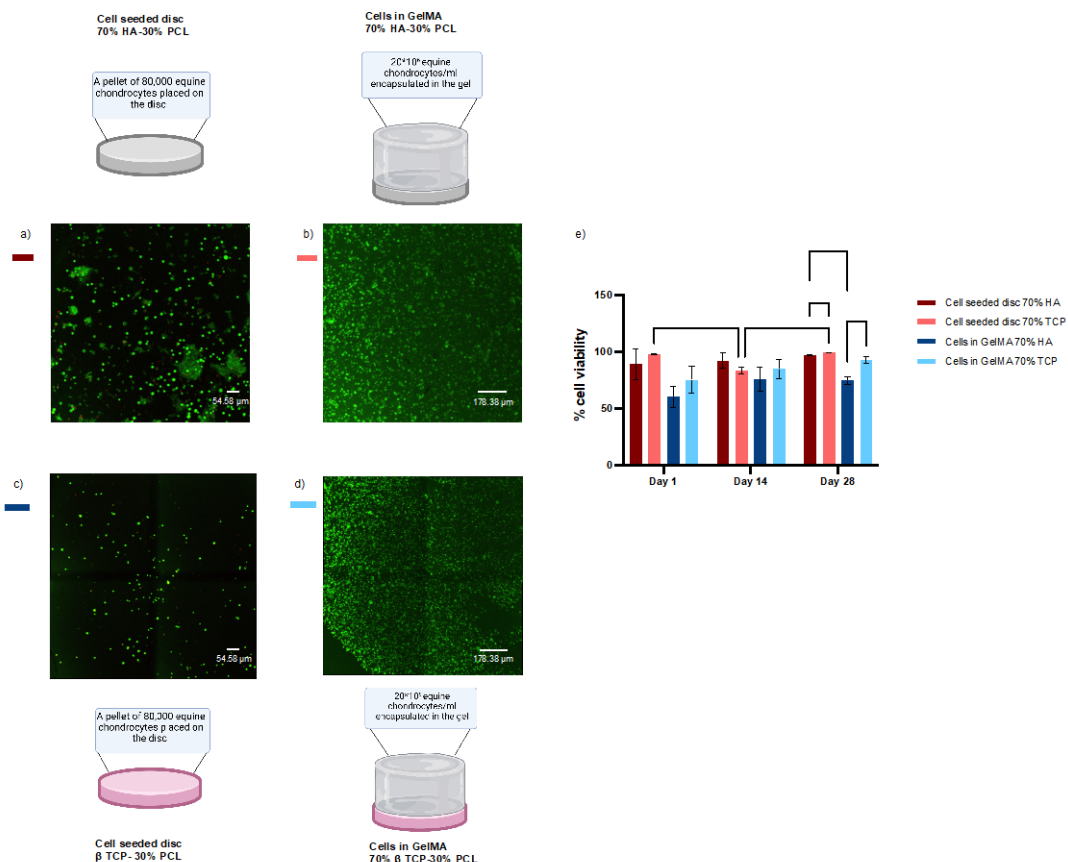 Cell seeded disc
70% HA-30% PCL
Cells in GelMA
70% HA-30% PCL
A pellet of 80,000 equine
chondrocytes placed on
the disc
20*10⁶ equine
chondrocytes/ml
encapsulated in the gel
a)
b)
e)
54.58 µm
178.38 µm
150
100
50
0
% cell viability
Day 1
Day 14
Day 28
Cell seeded disc 70% HA
Cell seeded disc 70% TCP
Cells in GelMA 70% HA
Cells in GelMA 70% TCP
c)
d)
54.58 µm
178.38 µm
A pellet of 80,000 equine
chondrocytes placed on
the disc
20*10⁶ equine
chondrocytes/ml
encapsulated in the gel
Cell seeded disc
β TCP- 30% PCL
Cells in GelMA
70% β TCP-30% PCL